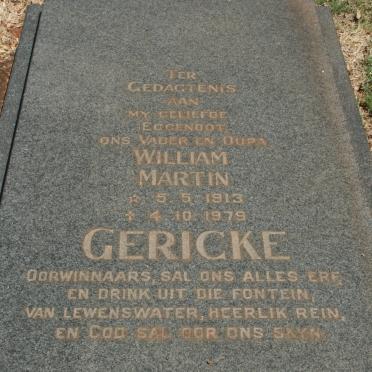 TER
GEDAGTENIS
AAN
MY GELIEFDE
EGGENOOT,
ONS VADER EN OUPA
WILLIAM
MARTIN
☆ 5. 5. 1913
✝ 4. 10. 1979
GERICKE
OORWINNAARS, SAL ONS ALLES ERF,
EN DRINK UIT DIE FONTEIN,
VAN LEWENSWATER, HEERLIK REIN,
EN GOD SAL OOR ONS SKYN.